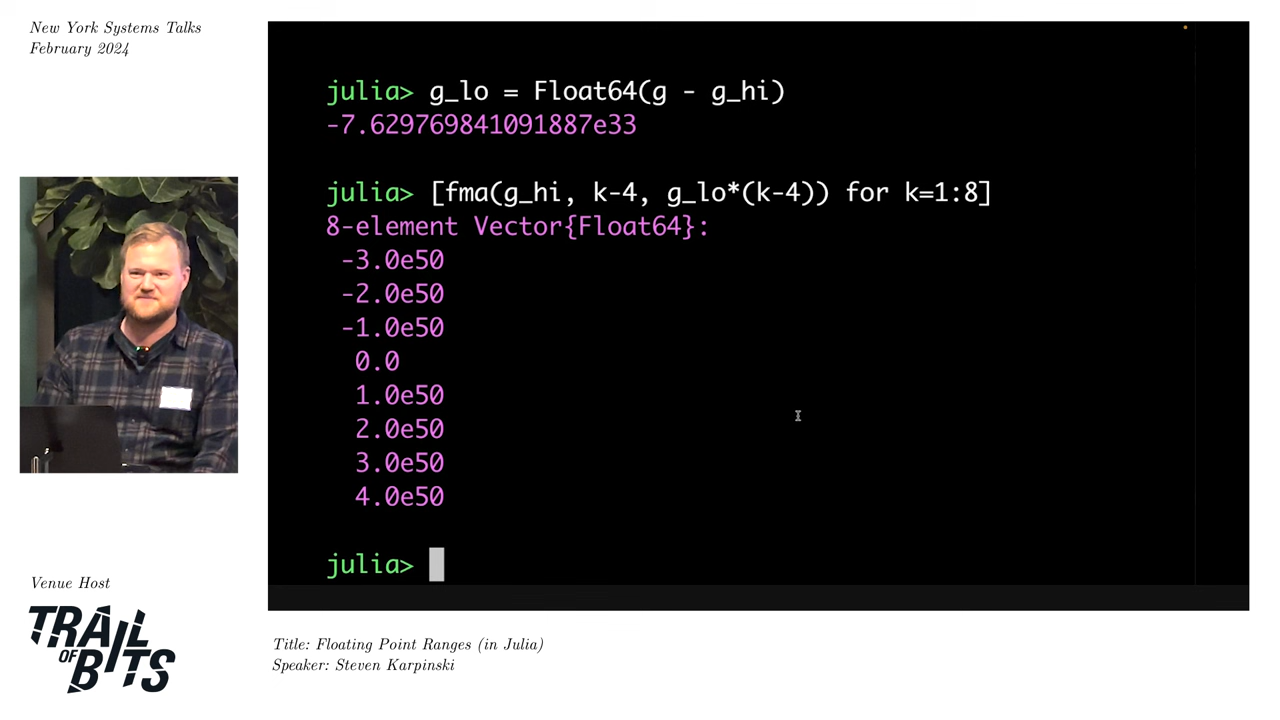 New York Systems Talks
February 2024
julia> g_lo = Float64(g - g_hi)
-7.629769841091887e33
julia> [fma(g_hi, k-4, g_lo*(k-4)) for k=1:8]
8-element Vector{Float64}:
-3.0e50
-2.0e50
-1.0e50
0.0
1.0e50
2.0e50
3.0e50
4.0e50
julia>
Venue Host
TRAIL
OF
BITS
Title: Floating Point Ranges (in Julia)
Speaker: Steven Karpinski